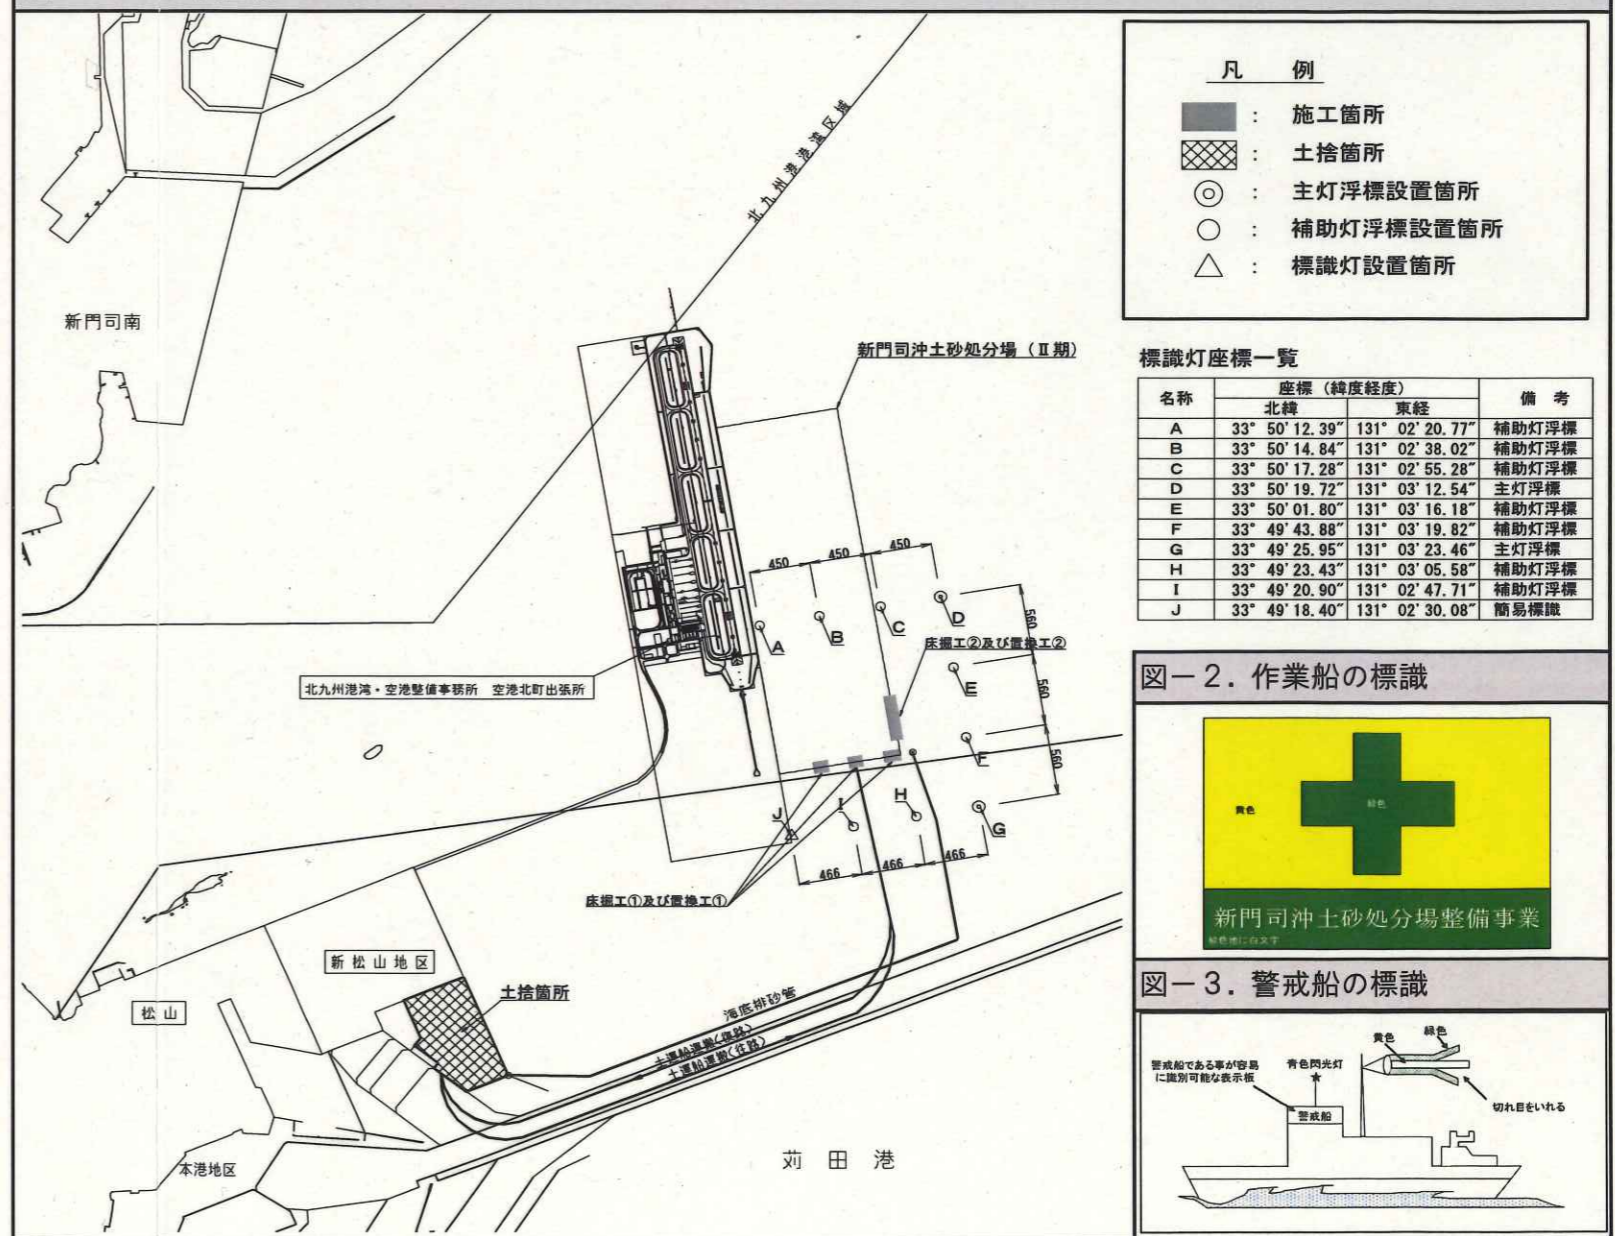 凡 例
: 施工箇所
: 土捨箇所
: 主灯浮標設置箇所
: 補助灯浮標設置箇所
: 標識灯設置箇所
北九州港港湾区域
新門司南
新門司沖土砂処分場（Ⅱ期）
標識灯座標一覧
名称 座標（緯度経度） 備 考
北緯 東経
A 33° 50' 12.39" 131° 02' 20.77" 補助灯浮標
B 33° 50' 14.84" 131° 02' 38.02" 補助灯浮標
C 33° 50' 17.28" 131° 02' 55.28" 補助灯浮標
D 33° 50' 19.72" 131° 03' 12.54" 主灯浮標
E 33° 50' 01.80" 131° 03' 16.18" 補助灯浮標
F 33° 49' 43.88" 131° 03' 19.82" 補助灯浮標
G 33° 49' 25.95" 131° 03' 23.46" 主灯浮標
H 33° 49' 23.43" 131° 03' 05.58" 補助灯浮標
I 33° 49' 20.90" 131° 02' 47.71" 補助灯浮標
J 33° 49' 18.40" 131° 02' 30.08" 簡易標識
450 450 450
A B C D
560
床掘工②及び置換工②
E
560
北九州港湾・空港整備事務所 空港北町出張所
F
560
J I H G
466 466 466
床掘工①及び置換工①
新松山地区
土捨箇所
松山
海底排砂管
土運船運搬(復路)
土運船運搬(往路)
本港地区
苅田港
図－2．作業船の標識
黄色
緑色
新門司沖土砂処分場整備事業
緑色地に白文字
図－3．警戒船の標識
黄色 緑色
警戒船である事が容易
に識別可能な表示板
青色閃光灯
警戒船
切れ目をいれる